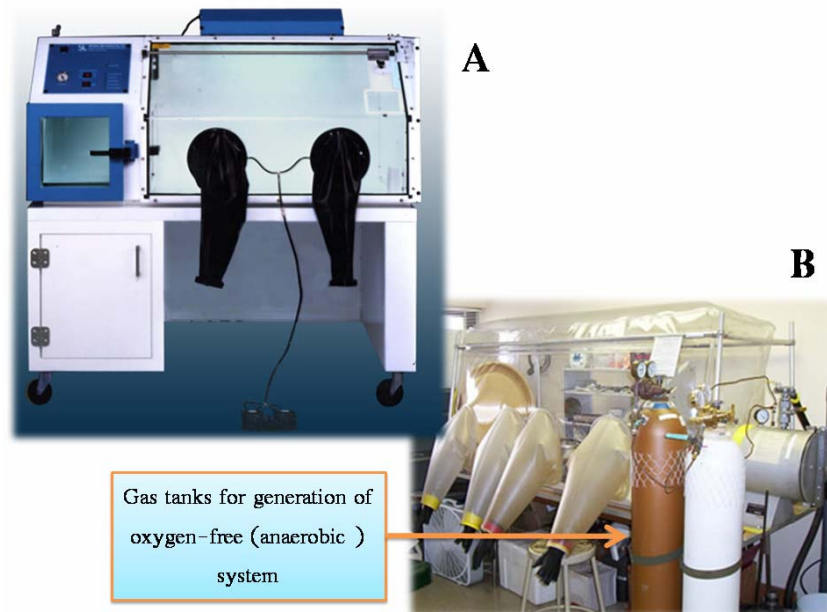 A
B
Gas tanks for generation of
oxygen-free (anaerobic )
system